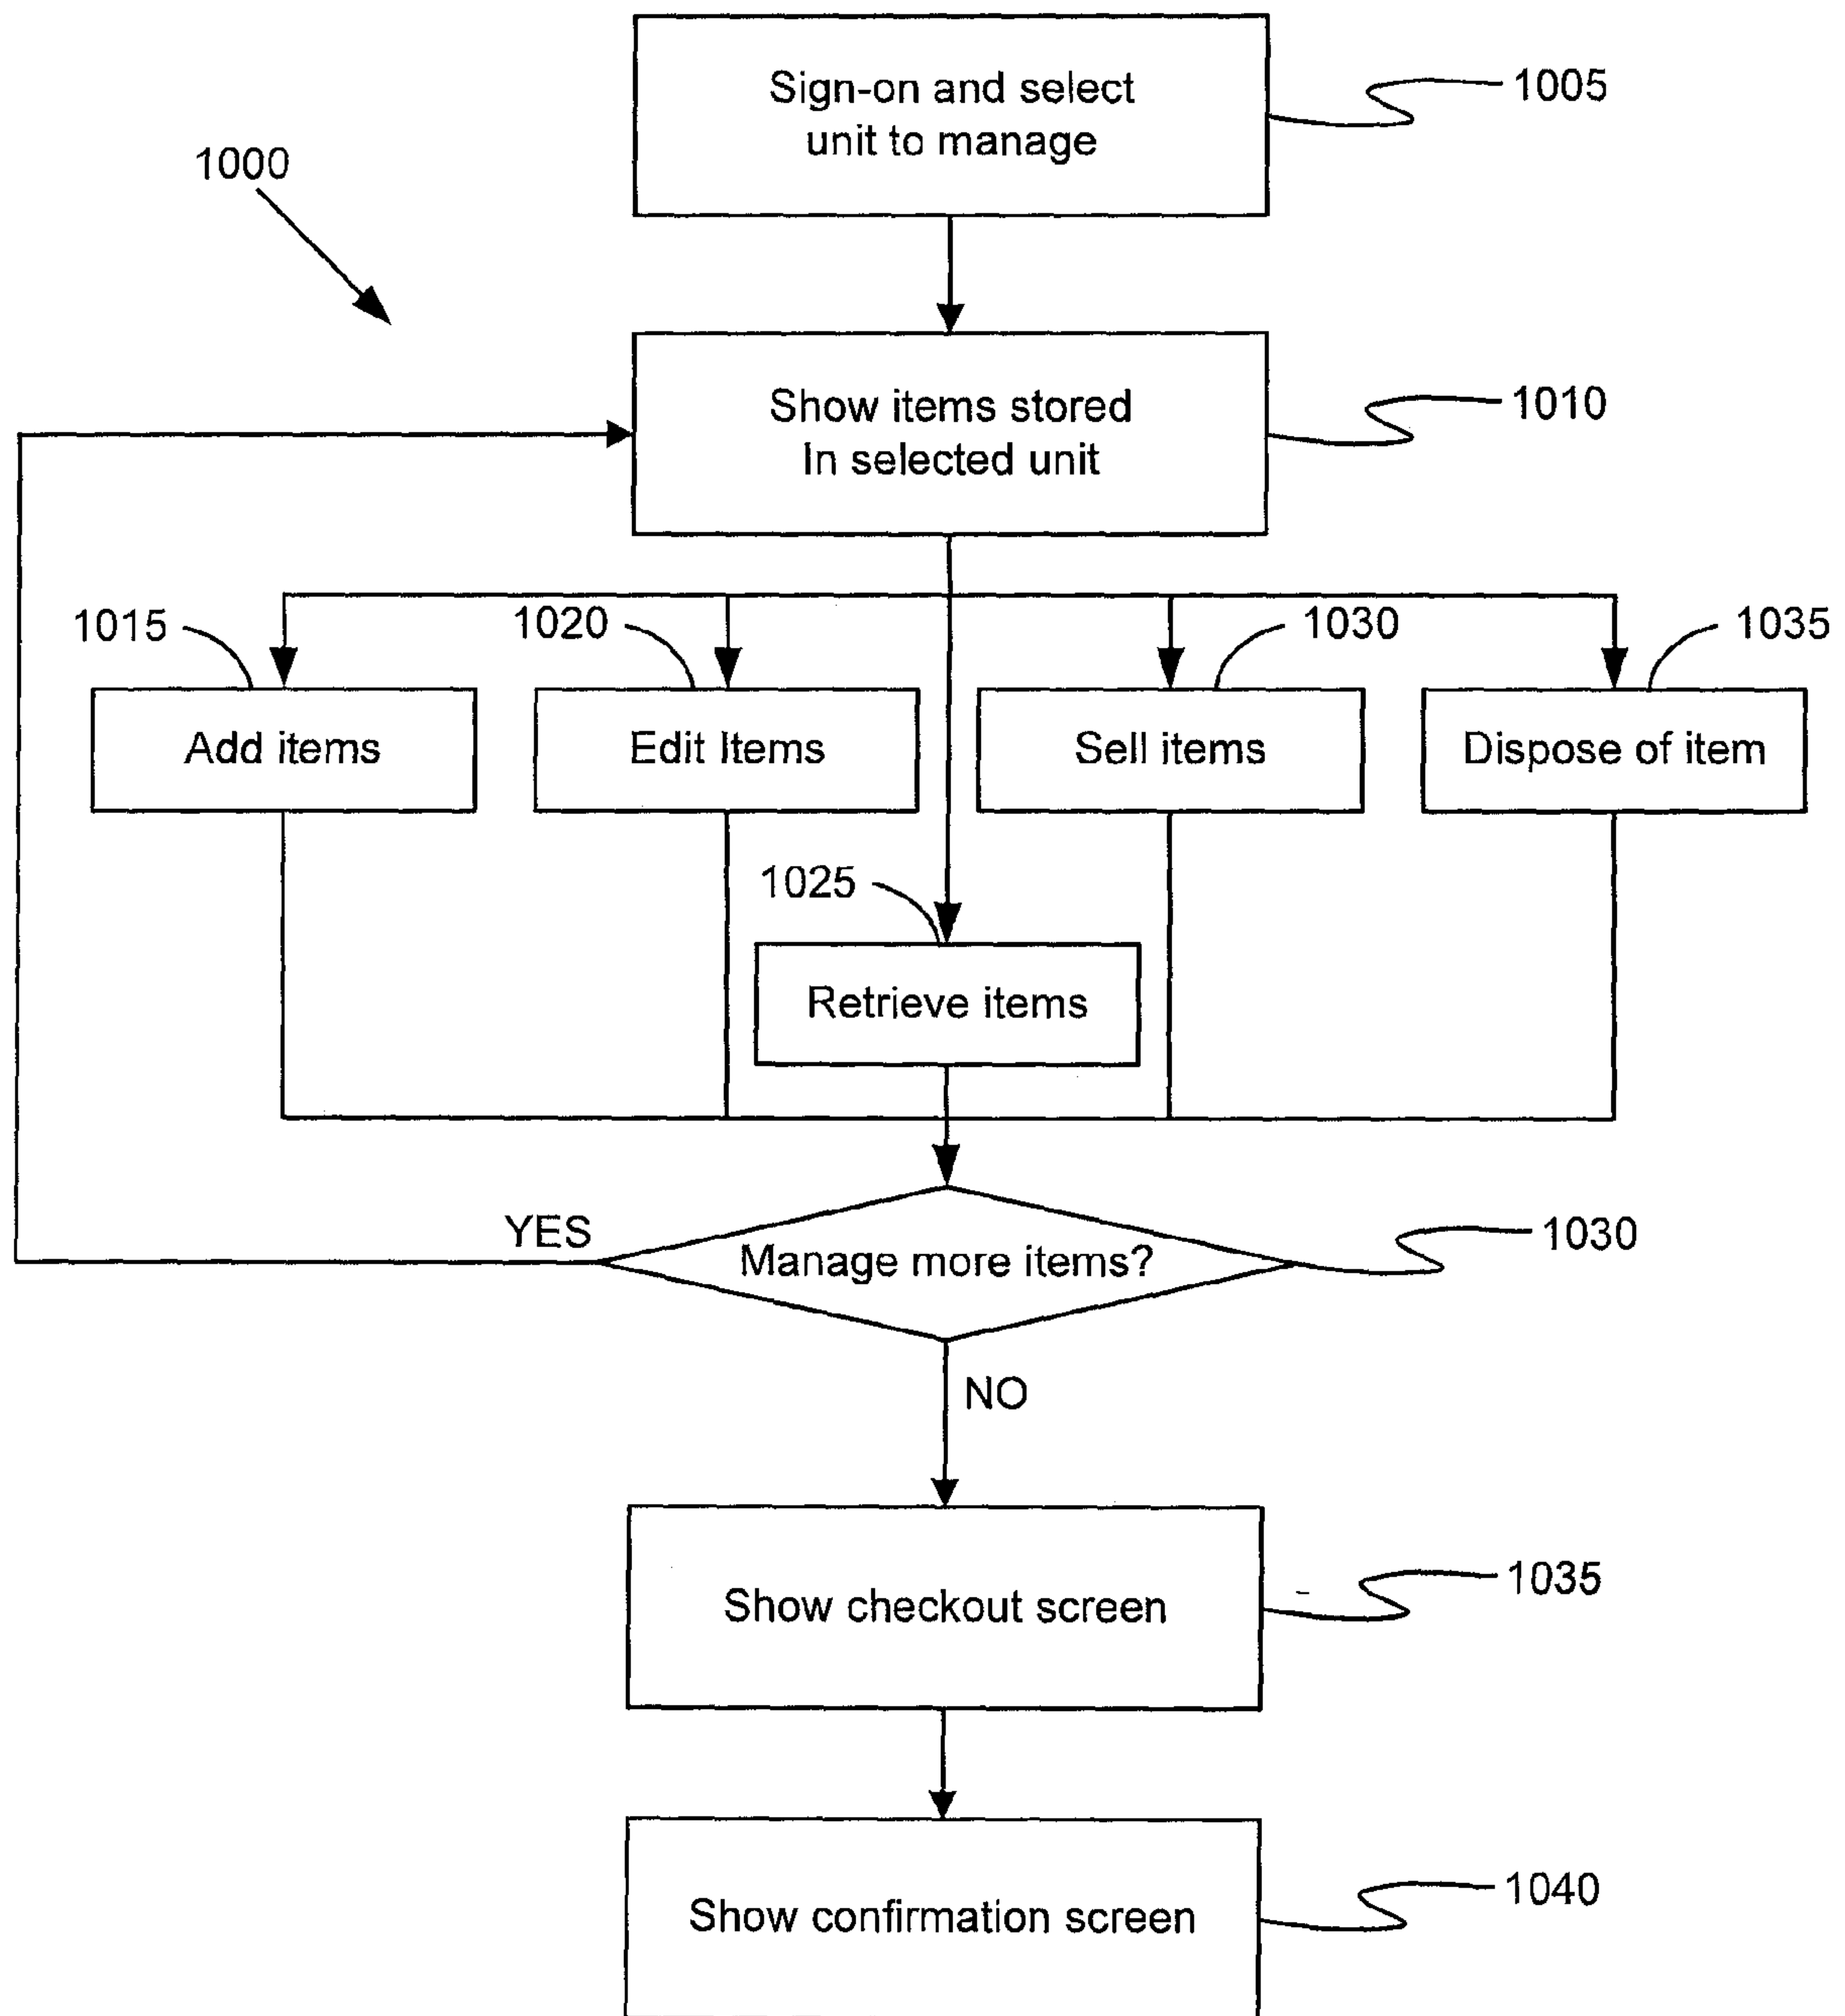 Sign-on and select
unit to manage
1005
1000
Show items stored
In selected unit
1010
1015
1020
1030
1035
Add items
Edit Items
Sell items
Dispose of item
1025
Retrieve items
YES
Manage more items?
1030
NO
Show checkout screen
1035
Show confirmation screen
1040